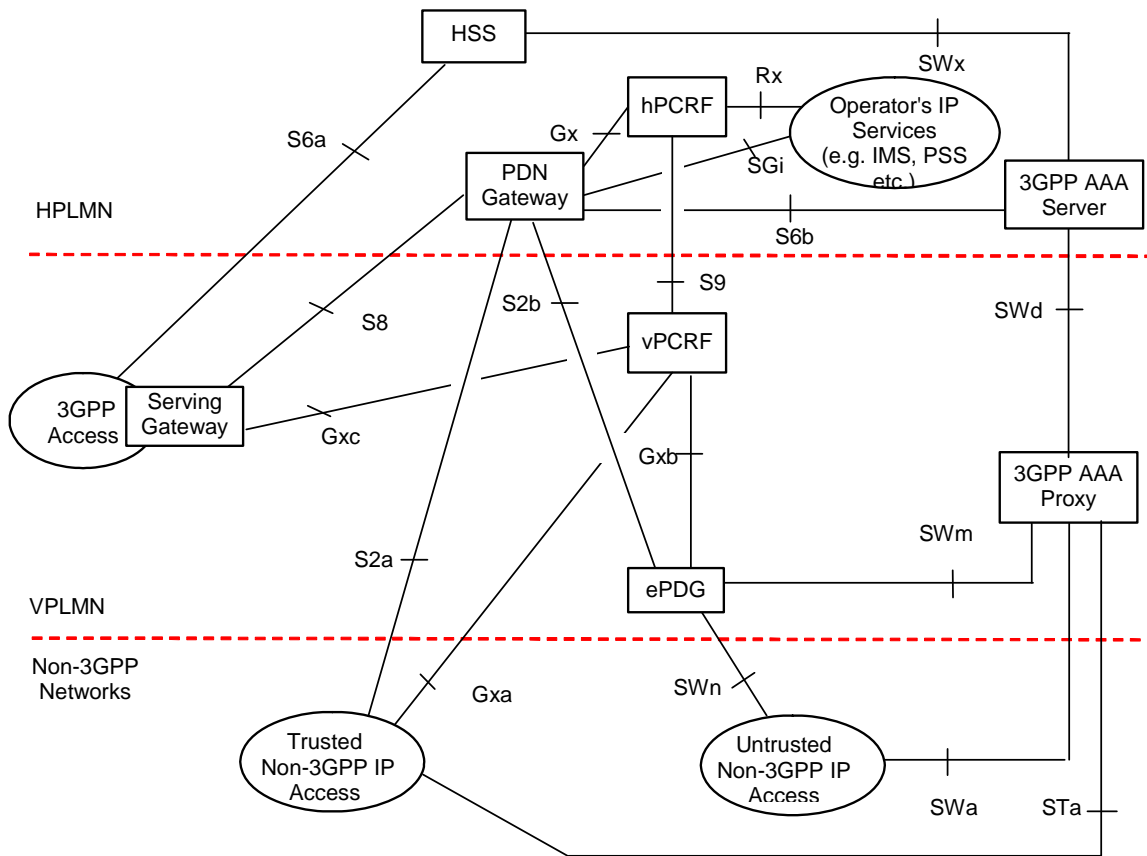 HSS
SWx
Rx
hPCRF
Operator's IP
Services
(e.g. IMS, PSS
etc.)
Gx
S6a
SGi
PDN
Gateway
3GPP AAA
Server
HPLMN
S6b
S2b
S9
SWd
S8
vPCRF
3GPP
Access
Serving
Gateway
Gxc
Gxb
3GPP AAA
Proxy
SWm
S2a
ePDG
VPLMN
Non-3GPP
Networks
Gxa
SWn
Trusted
Non-3GPP IP
Access
Untrusted
Non-3GPP IP
Access
SWa
STa